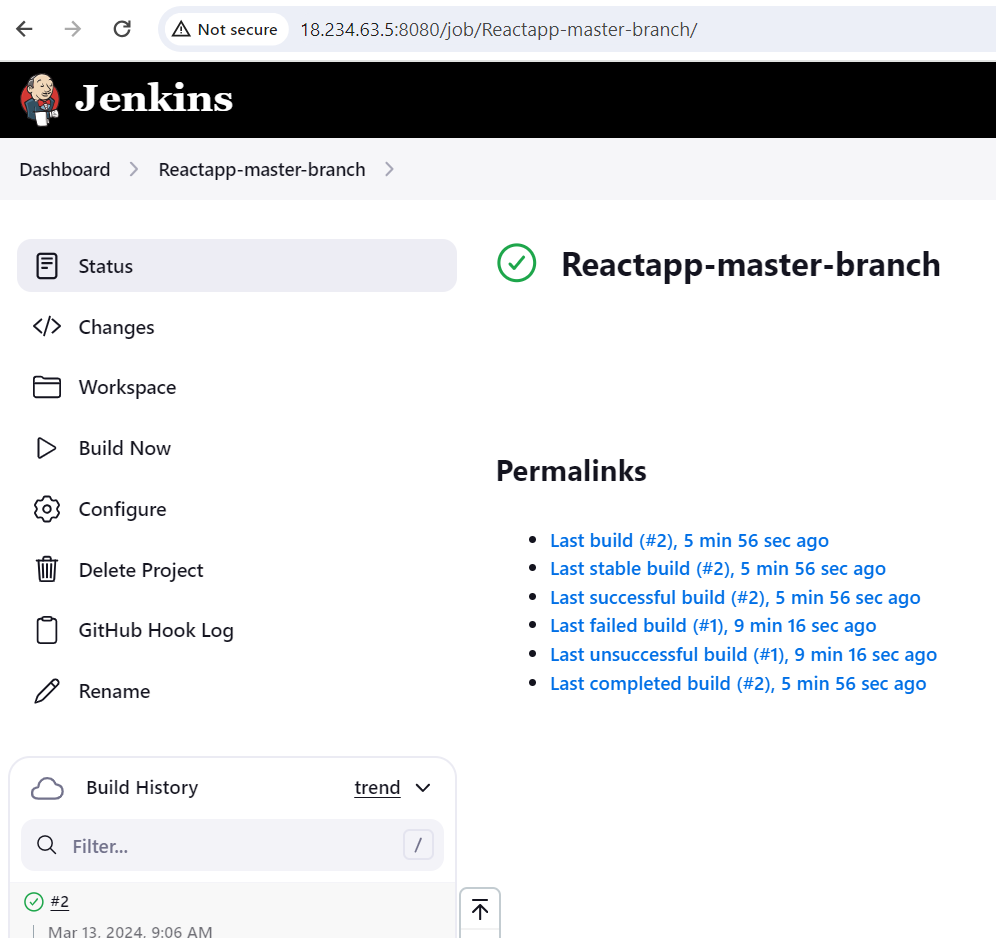 Not secure 18.234.63.5:8080/job/Reactapp-master-branch/
Jenkins
Dashboard > Reactapp-master-branch >
Status
Changes
Workspace
Build Now
Configure
Delete Project
GitHub Hook Log
Rename
Build History trend
Filter... /
#2
Mar 13, 2024, 9:06 AM
Reactapp-master-branch
Permalinks
Last build (#2), 5 min 56 sec ago
Last stable build (#2), 5 min 56 sec ago
Last successful build (#2), 5 min 56 sec ago
Last failed build (#1), 9 min 16 sec ago
Last unsuccessful build (#1), 9 min 16 sec ago
Last completed build (#2), 5 min 56 sec ago